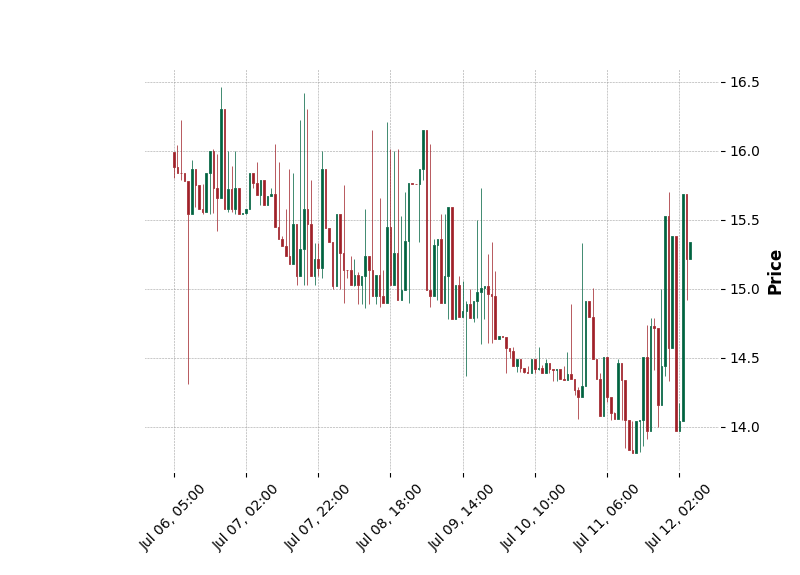 16.5
16.0
15.5
15.0
14.5
14.0
Price
Jul 06, 05:00
Jul 07, 02:00
Jul 07, 22:00
Jul 08, 18:00
Jul 09, 14:00
Jul 10, 10:00
Jul 11, 06:00
Jul 12, 02:00